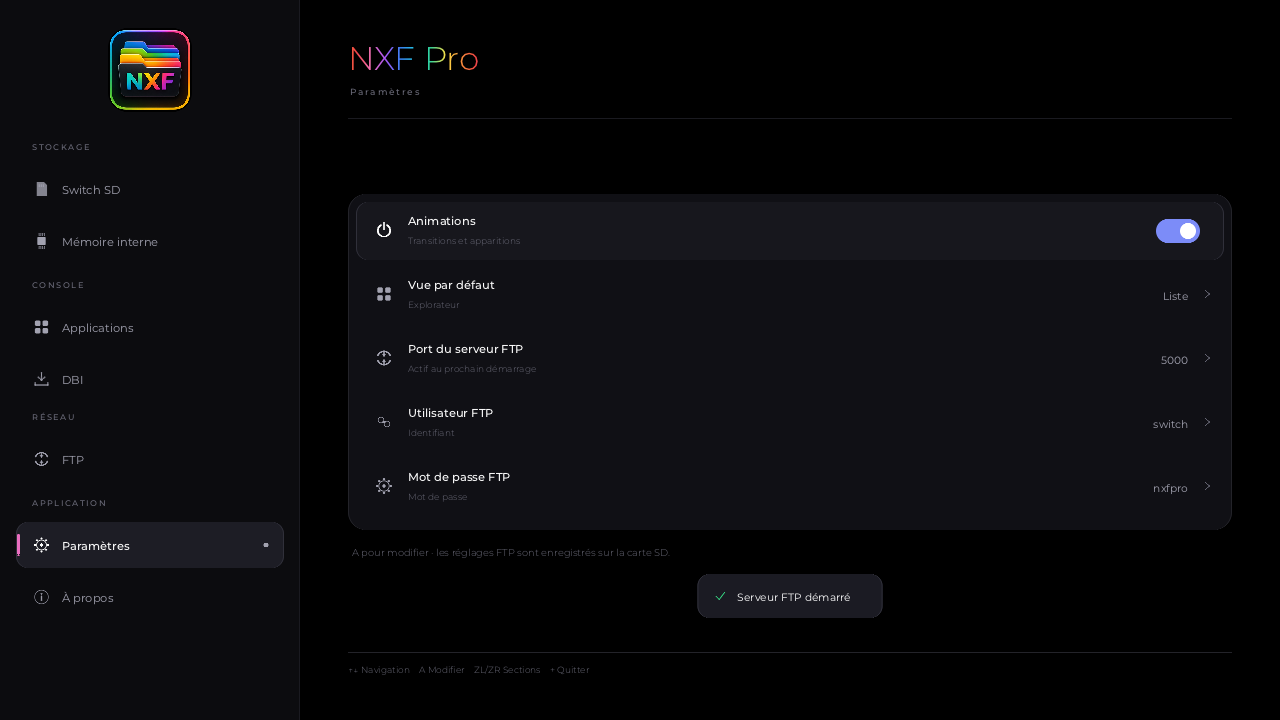 NXF
STOCKAGE
Switch SD
Mémoire interne
CONSOLE
Applications
DBI
RÉSEAU
FTP
APPLICATION
Paramètres
À propos
NXF Pro
Paramètres
Animations
Transitions et apparitions
Vue par défaut
Explorateur
Liste
Port du serveur FTP
Actif au prochain démarrage
5000
Utilisateur FTP
Identifiant
switch
Mot de passe FTP
Mot de passe
nxfpro
A pour modifier · les réglages FTP sont enregistrés sur la carte SD.
Serveur FTP démarré
↑↓ Navigation A Modifier ZL/ZR Sections + Quitter